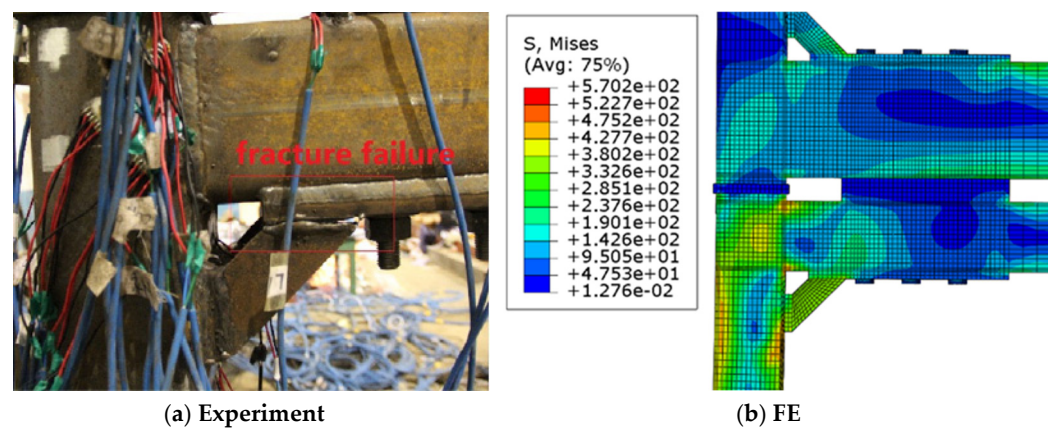 fracture failure
7
S, Mises
(Avg: 75%)
+5.702e+02
+5.227e+02
+4.752e+02
+4.277e+02
+3.802e+02
+3.326e+02
+2.851e+02
+2.376e+02
+1.901e+02
+1.426e+02
+9.505e+01
+4.753e+01
+1.276e-02
(a) Experiment
(b) FE